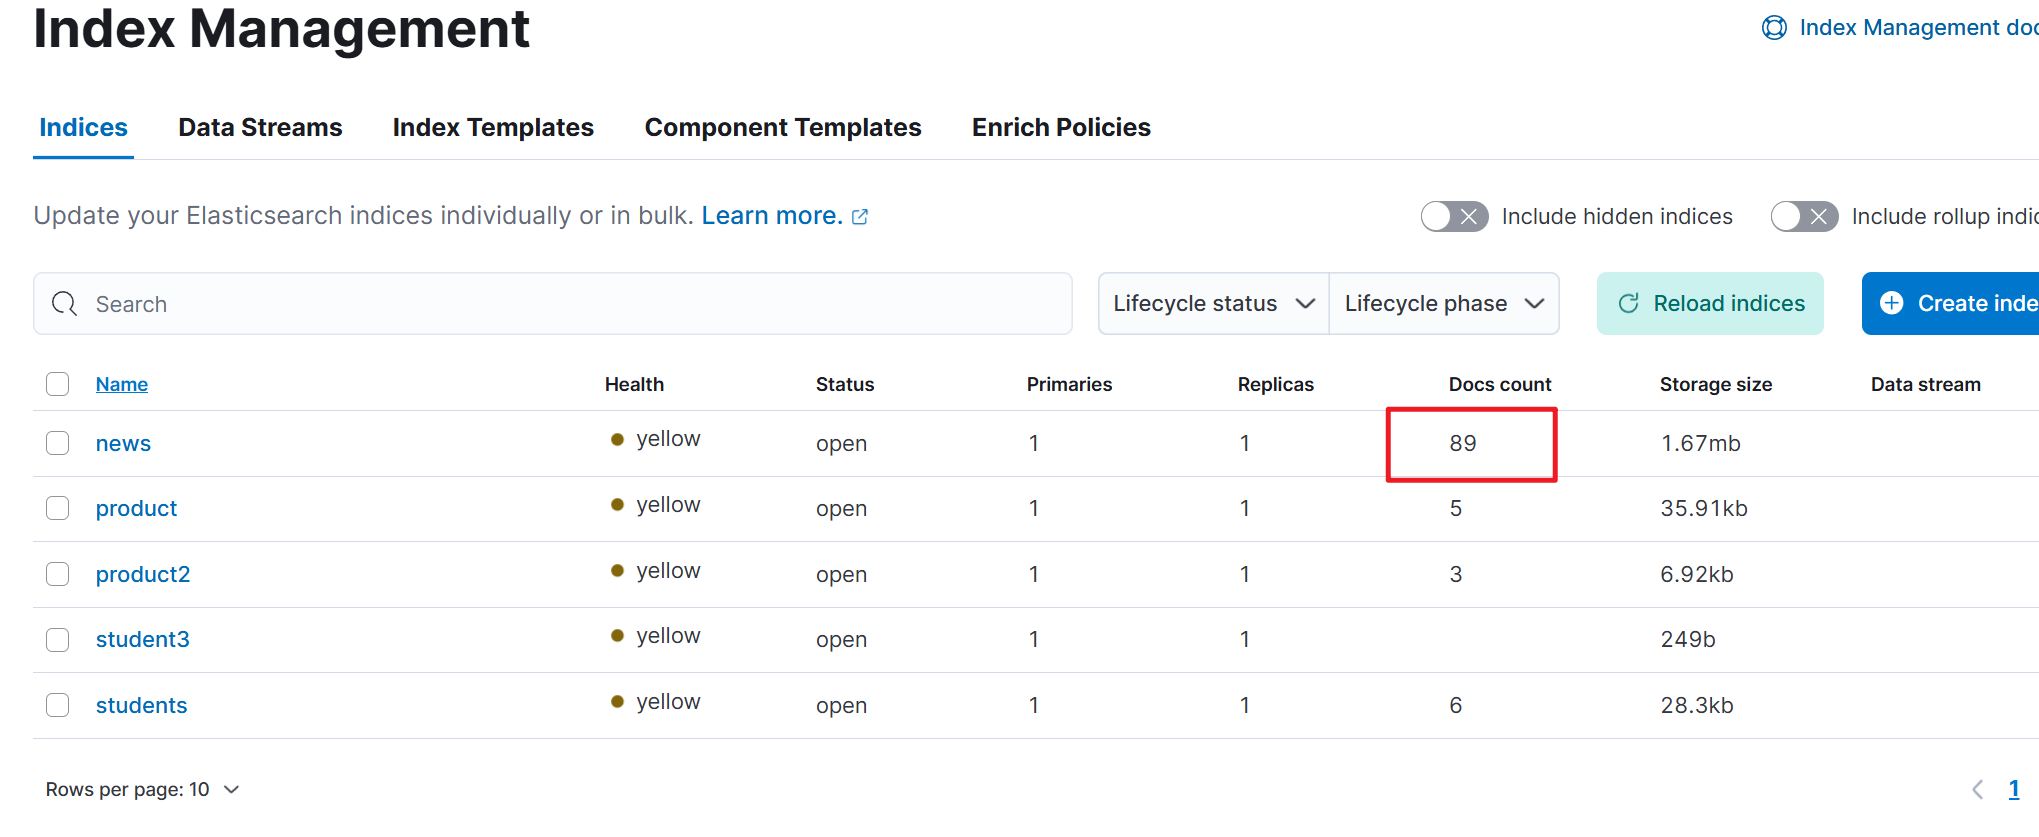 Index Management
Index Management doc
Indices Data Streams Index Templates Component Templates Enrich Policies
Update your Elasticsearch indices individually or in bulk. Learn more.
Include hidden indices Include rollup indic
Search Lifecycle status Lifecycle phase Reload indices Create inde
Name Health Status Primaries Replicas Docs count Storage size Data stream
news yellow open 1 1 89 1.67mb
product yellow open 1 1 5 35.91kb
product2 yellow open 1 1 3 6.92kb
student3 yellow open 1 1 249b
students yellow open 1 1 6 28.3kb
Rows per page: 10 1